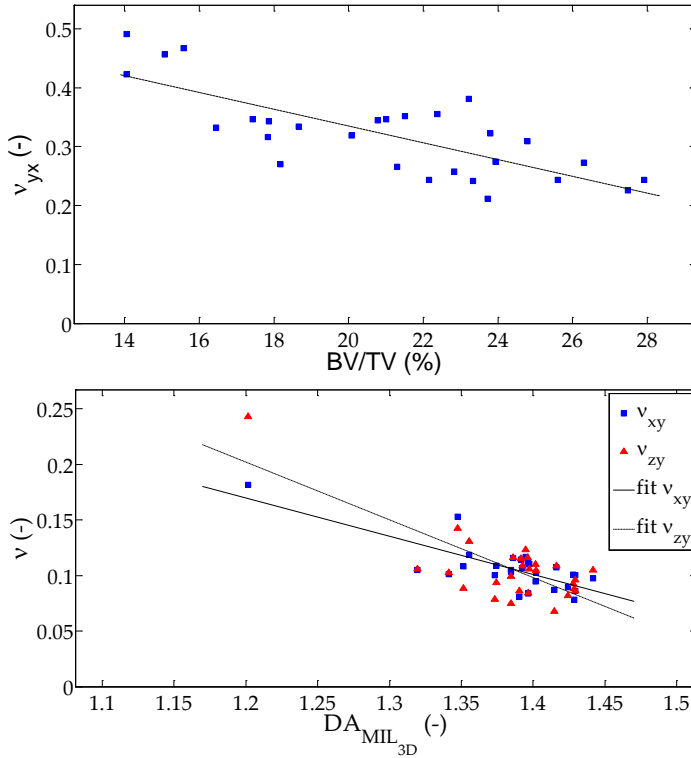 0.5
0.4
0.3
0.2
0.1
0
ν_yx (-)
14 16 18 20 22 24 26 28
BV/TV (%)
0.25
0.2
0.15
0.1
0.05
0
ν (-)
ν_xy
ν_zy
fit ν_xy
fit ν_zy
1.1 1.15 1.2 1.25 1.3 1.35 1.4 1.45 1.5
DA_MIL_3D (-)